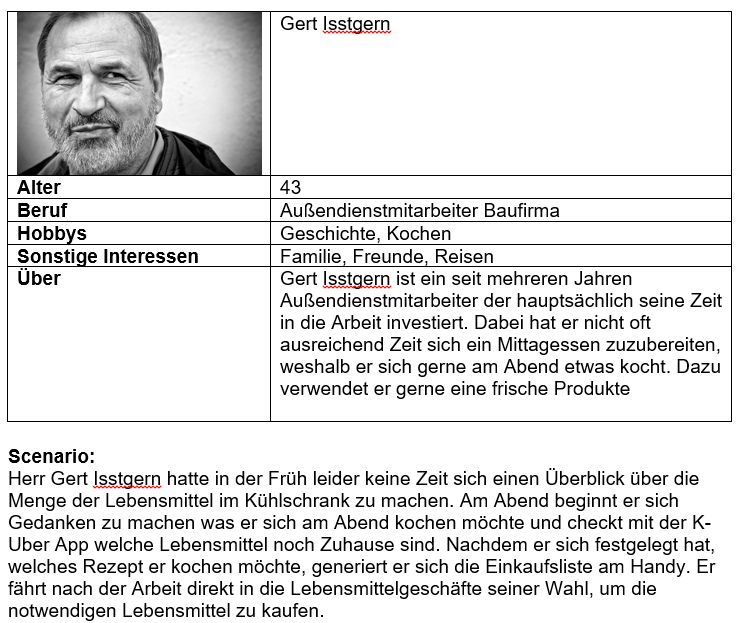 Gert Isstgern
Alter 43
Beruf Außendienstmitarbeiter Baufirma
Hobbys Geschichte, Kochen
Sonstige Interessen Familie, Freunde, Reisen
Über Gert Isstgern ist ein seit mehreren Jahren
Außendienstmitarbeiter der hauptsächlich seine Zeit
in die Arbeit investiert. Dabei hat er nicht oft
ausreichend Zeit sich ein Mittagessen zuzubereiten,
weshalb er sich gerne am Abend etwas kocht. Dazu
verwendet er gerne eine frische Produkte
Scenario:
Herr Gert Isstgern hatte in der Früh leider keine Zeit sich einen Überblick über die
Menge der Lebensmittel im Kühlschrank zu machen. Am Abend beginnt er sich
Gedanken zu machen was er sich am Abend kochen möchte und checkt mit der K-
Uber App welche Lebensmittel noch Zuhause sind. Nachdem er sich festgelegt hat,
welches Rezept er kochen möchte, generiert er sich die Einkaufsliste am Handy. Er
fährt nach der Arbeit direkt in die Lebensmittelgeschäfte seiner Wahl, um die
notwendigen Lebensmittel zu kaufen.